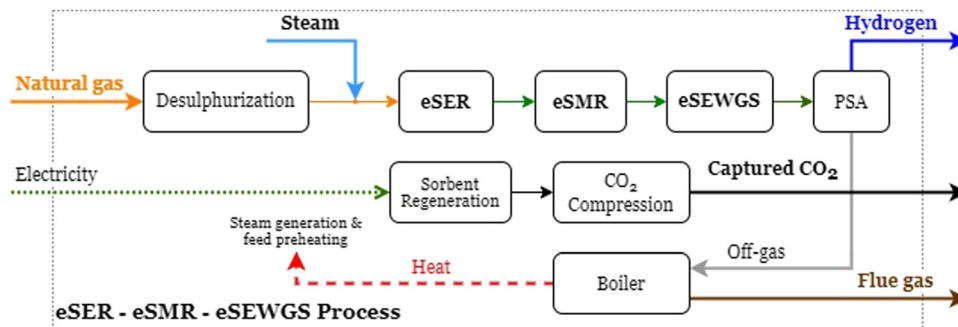 Steam
Hydrogen
Natural gas
Desulphurization
eSER
eSMR
eSEWGS
PSA
Electricity
Sorbent
Regeneration
CO₂
Compression
Captured CO₂
Steam generation &
feed preheating
Heat
Boiler
Off-gas
Flue gas
eSER - eSMR - eSEWGS Process